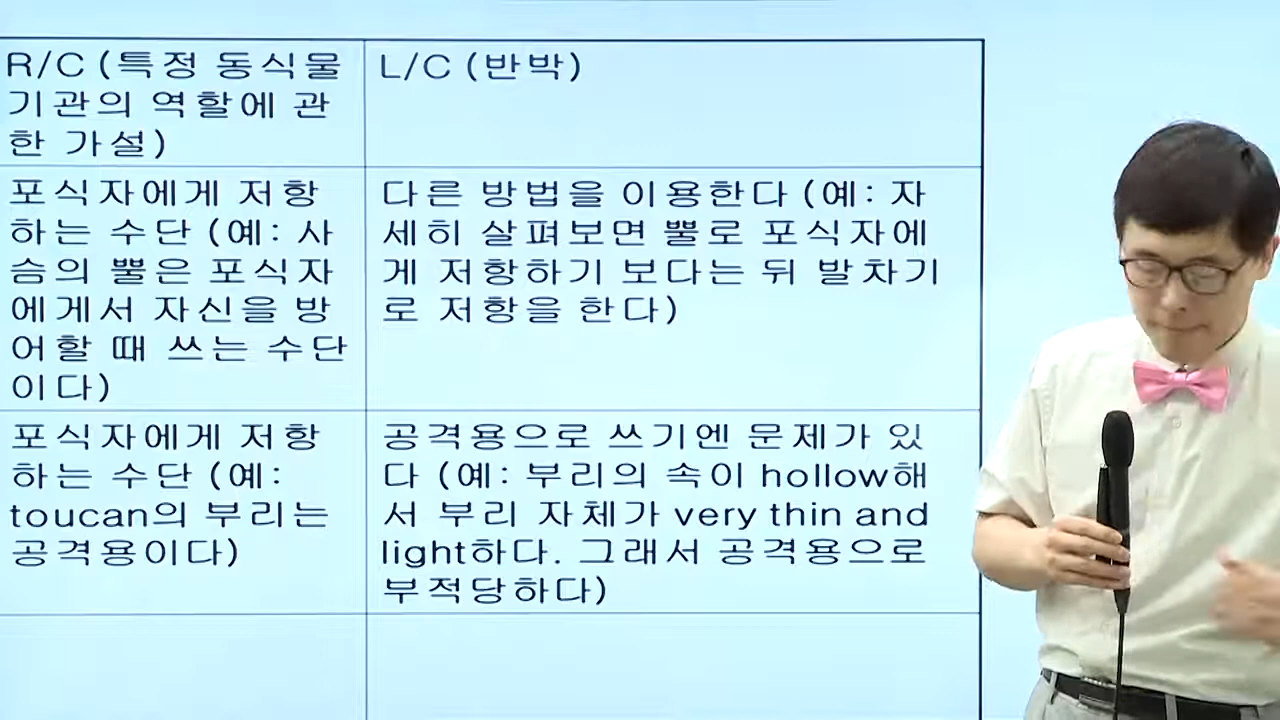 R/C (특정 동식물
기관의 역할에 관
한 가설)
L/C (반박)
포식자에게 저항
하는 수단 (예: 사
슴의 뿔은 포식자
에게서 자신을 방
어할 때 쓰는 수단
이다)
다른 방법을 이용한다 (예: 자
세히 살펴보면 뿔로 포식자에
게 저항하기 보다는 뒤 발차기
로 저항을 한다)
포식자에게 저항
하는 수단 (예:
toucan의 부리는
공격용이다)
공격용으로 쓰기엔 문제가 있
다 (예: 부리의 속이 hollow해
서 부리 자체가 very thin and
light하다. 그래서 공격용으로
부적당하다)